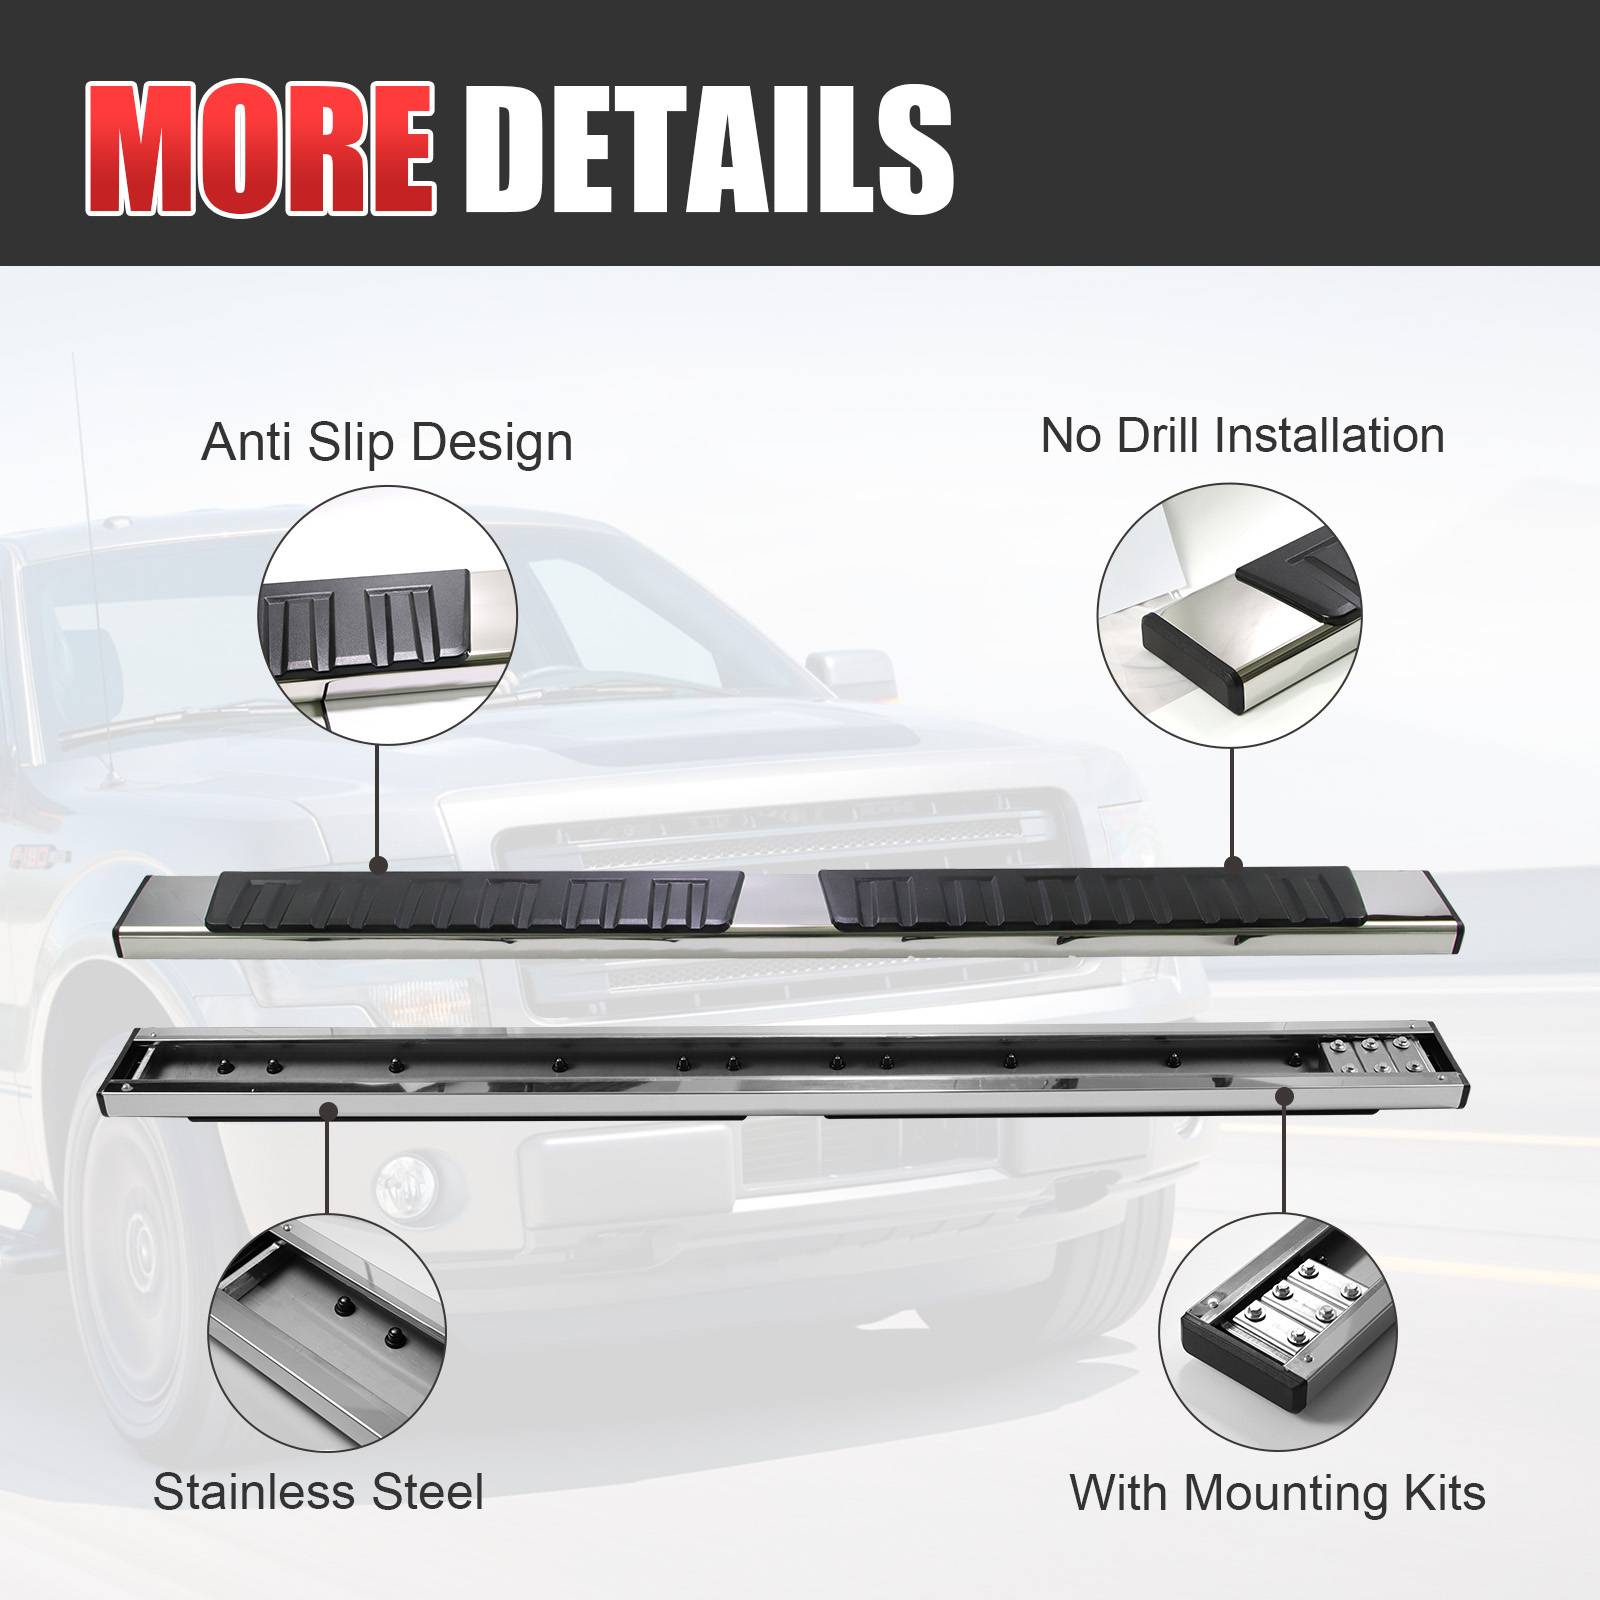 MORE DETAILS
Anti Slip Design
No Drill Installation
Stainless Steel
With Mounting Kits